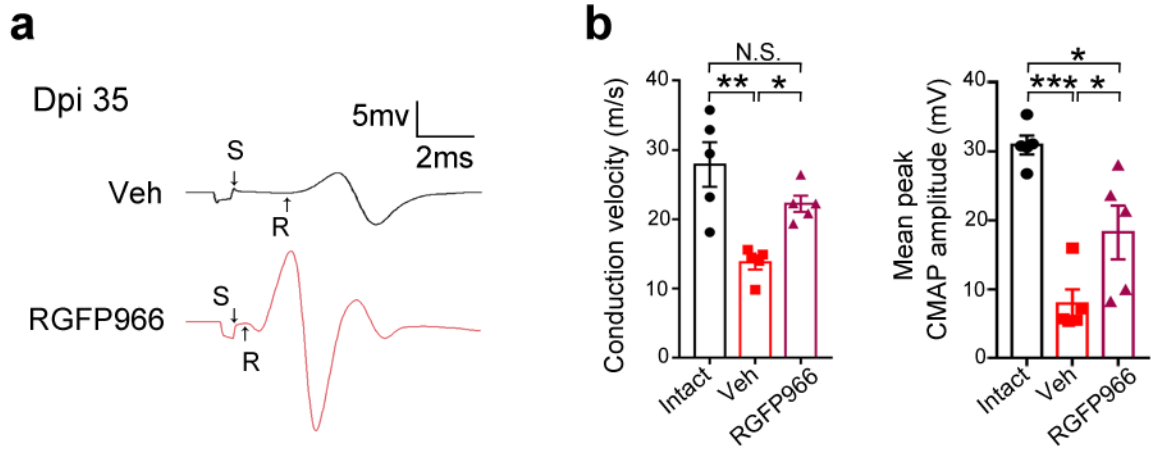 a
Dpi 35
5mv
2ms
S
Veh
R
S
RGFP966
R
b
N.S.
** *
Conduction velocity (m/s)
40
30
20
10
0
Intact
Veh
RGFP966
*
*** *
Mean peak
CMAP amplitude (mV)
40
30
20
10
0
Intact
Veh
RGFP966